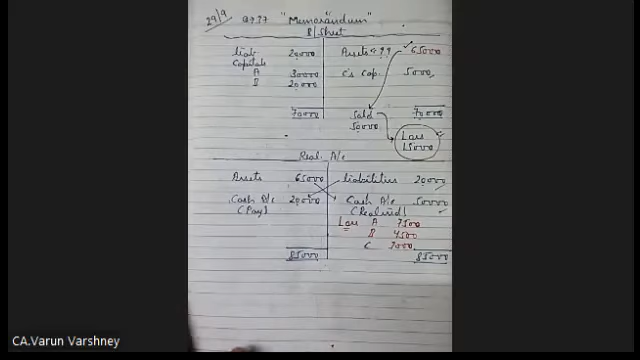 29/9 Q.37 "Memorandum"
B/Sheet
Liab 20000 Assets ?? 65000
Capitals
A 30000 C's Cap. 5000
B 20000
70000 Sold 70000
50000
Loss
15000
Real. A/c
Assets 65000 Liabilities 20000
Cash A/c 20000 Cash A/c 50000
(Pay) (Realised)
Loss A 7500
B 4500
C 3000
85000 85000
CA.Varun Varshney